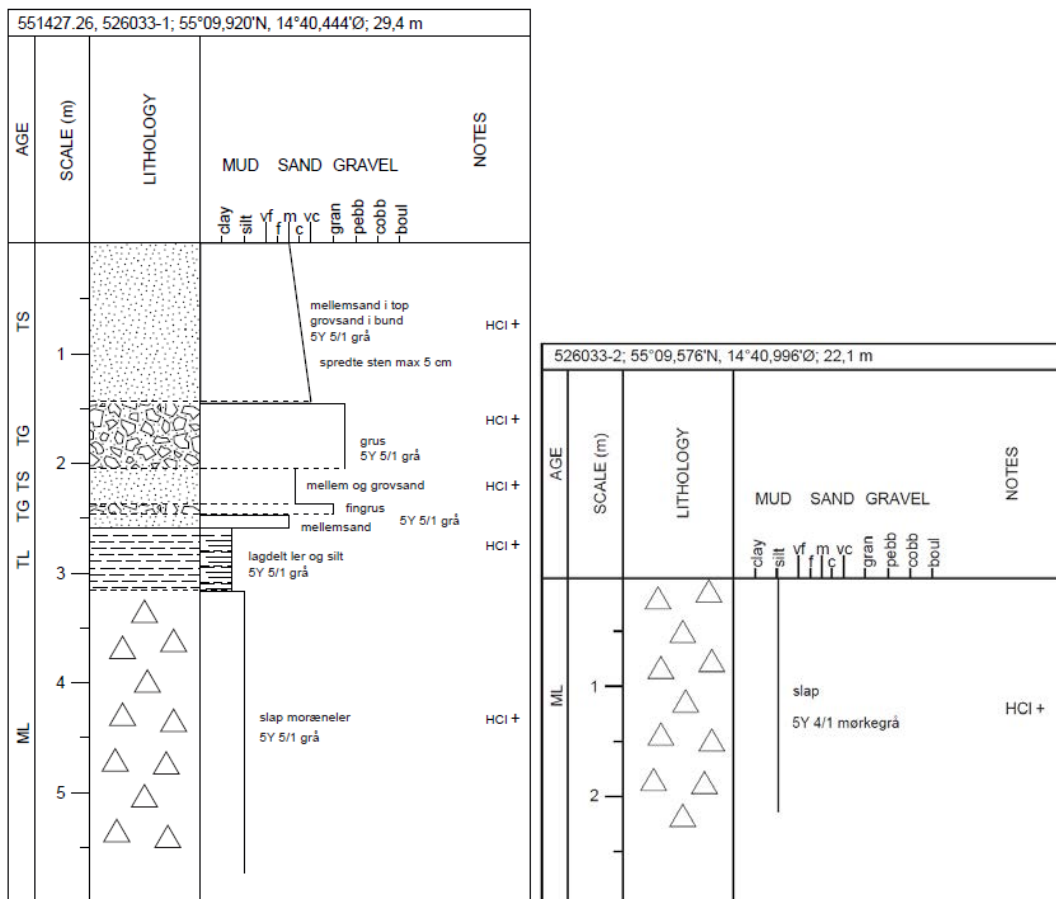 551427.26, 526033-1; 55°09,920'N, 14°40,444'Ø; 29,4 m
AGE
SCALE (m)
LITHOLOGY
MUD SAND GRAVEL
NOTES
clay
silt
vf
f
m
c
vc
gran
pebb
cobb
boul
TS
1
mellemsand i top
grovsand i bund
5Y 5/1 grå
spredte sten max 5 cm
HCl +
TG
2
grus
5Y 5/1 grå
HCl +
TS
mellem og grovsand
HCl +
TG
fingrus
5Y 5/1 grå
mellemsand
TL
3
lagdelt ler og silt
5Y 5/1 grå
HCl +
ML
4
5
slap moræneler
5Y 5/1 grå
HCl +
526033-2; 55°09,576'N, 14°40,996'Ø; 22,1 m
AGE
SCALE (m)
LITHOLOGY
MUD SAND GRAVEL
NOTES
clay
silt
vf
f
m
c
vc
gran
pebb
cobb
boul
ML
1
2
slap
5Y 4/1 mørkegrå
HCl +